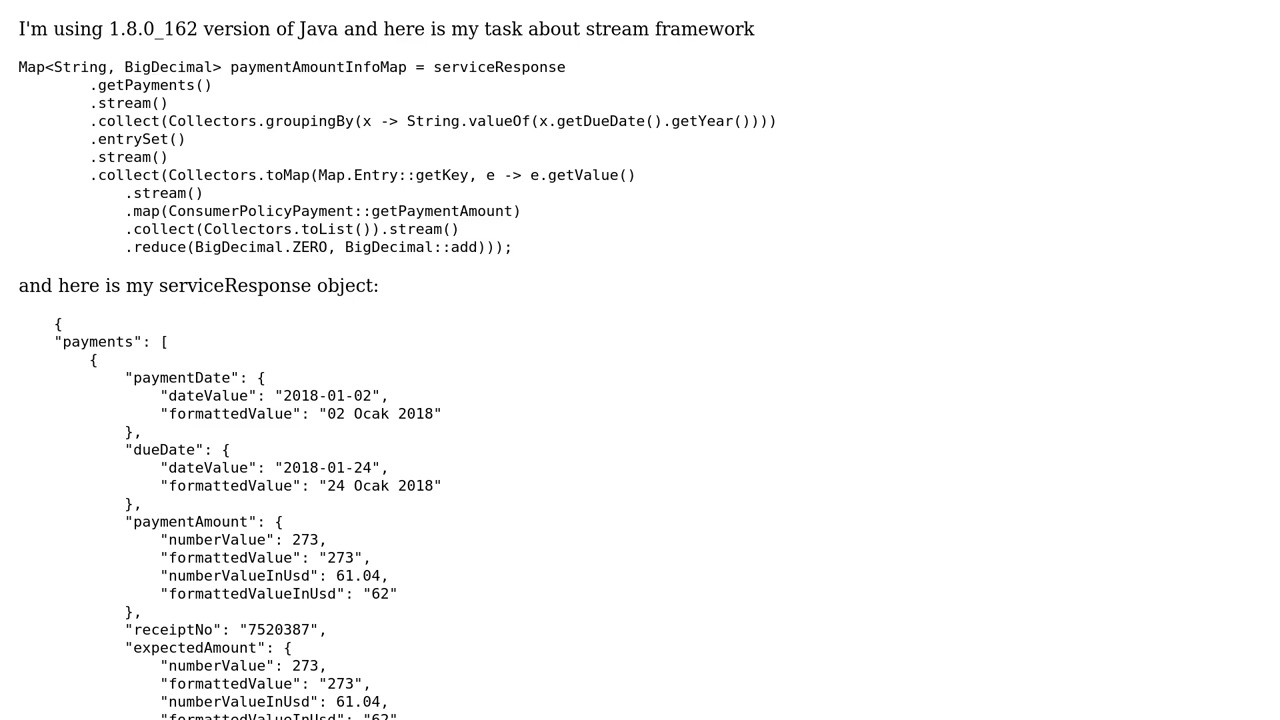 I'm using 1.8.0_162 version of Java and here is my task about stream framework
Map<String, BigDecimal> paymentAmountInfoMap = serviceResponse
        .getPayments()
        .stream()
        .collect(Collectors.groupingBy(x -> String.valueOf(x.getDueDate().getYear())))
        .entrySet()
        .stream()
        .collect(Collectors.toMap(Map.Entry::getKey, e -> e.getValue()
            .stream()
            .map(ConsumerPolicyPayment::getPaymentAmount)
            .collect(Collectors.toList()).stream()
            .reduce(BigDecimal.ZERO, BigDecimal::add)));
and here is my serviceResponse object:
    {
    "payments": [
        {
            "paymentDate": {
                "dateValue": "2018-01-02",
                "formattedValue": "02 Ocak 2018"
            },
            "dueDate": {
                "dateValue": "2018-01-24",
                "formattedValue": "24 Ocak 2018"
            },
            "paymentAmount": {
                "numberValue": 273,
                "formattedValue": "273",
                "numberValueInUsd": 61.04,
                "formattedValueInUsd": "62"
            },
            "receiptNo": "7520387",
            "expectedAmount": {
                "numberValue": 273,
                "formattedValue": "273",
                "numberValueInUsd": 61.04,
                "formattedValueInUsd": "62"